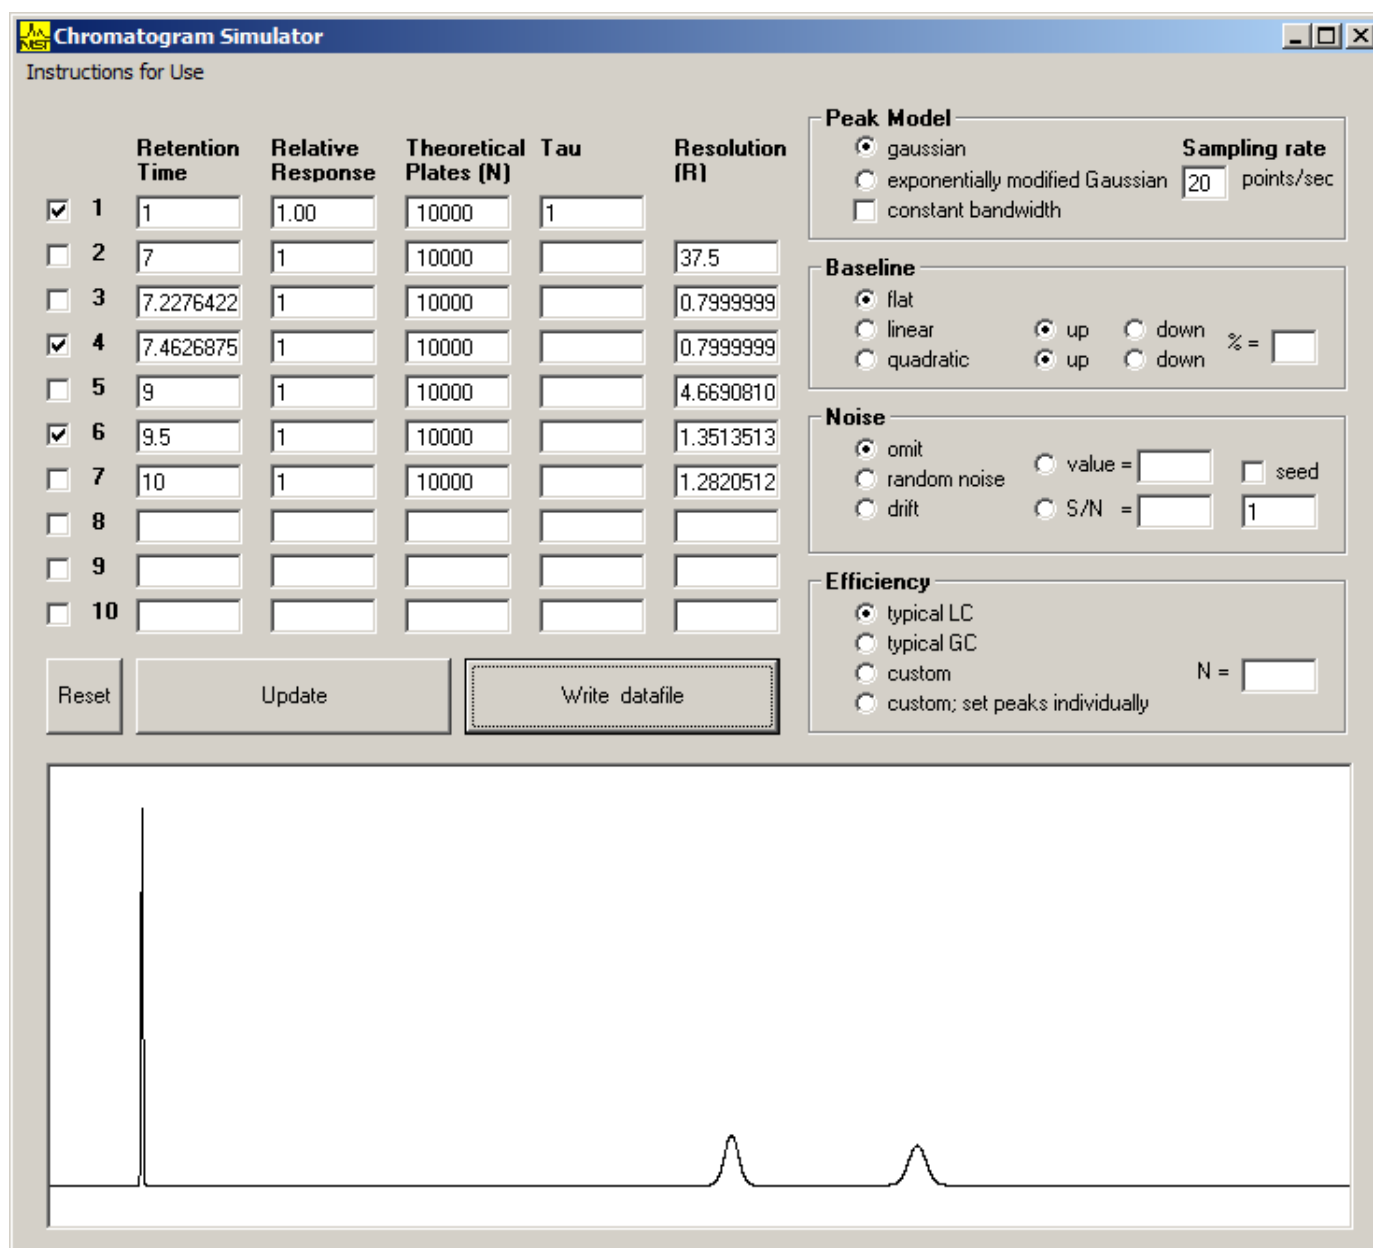 NIST
Chromatogram Simulator
Instructions for Use
Retention Time Relative Response Theoretical Plates (N) Tau Resolution (R)
1 1 1.00 10000 1
2 7 1 10000 37.5
3 7.2276422 1 10000 0.7999999
4 7.4626875 1 10000 0.7999999
5 9 1 10000 4.6690810
6 9.5 1 10000 1.3513513
7 10 1 10000 1.2820512
8
9
10
Reset Update Write datafile
Peak Model
gaussian Sampling rate
exponentially modified Gaussian 20 points/sec
constant bandwidth
Baseline
flat
linear up down % =
quadratic up down
Noise
omit value = seed
random noise
drift S/N = 1
Efficiency
typical LC
typical GC
custom N =
custom; set peaks individually